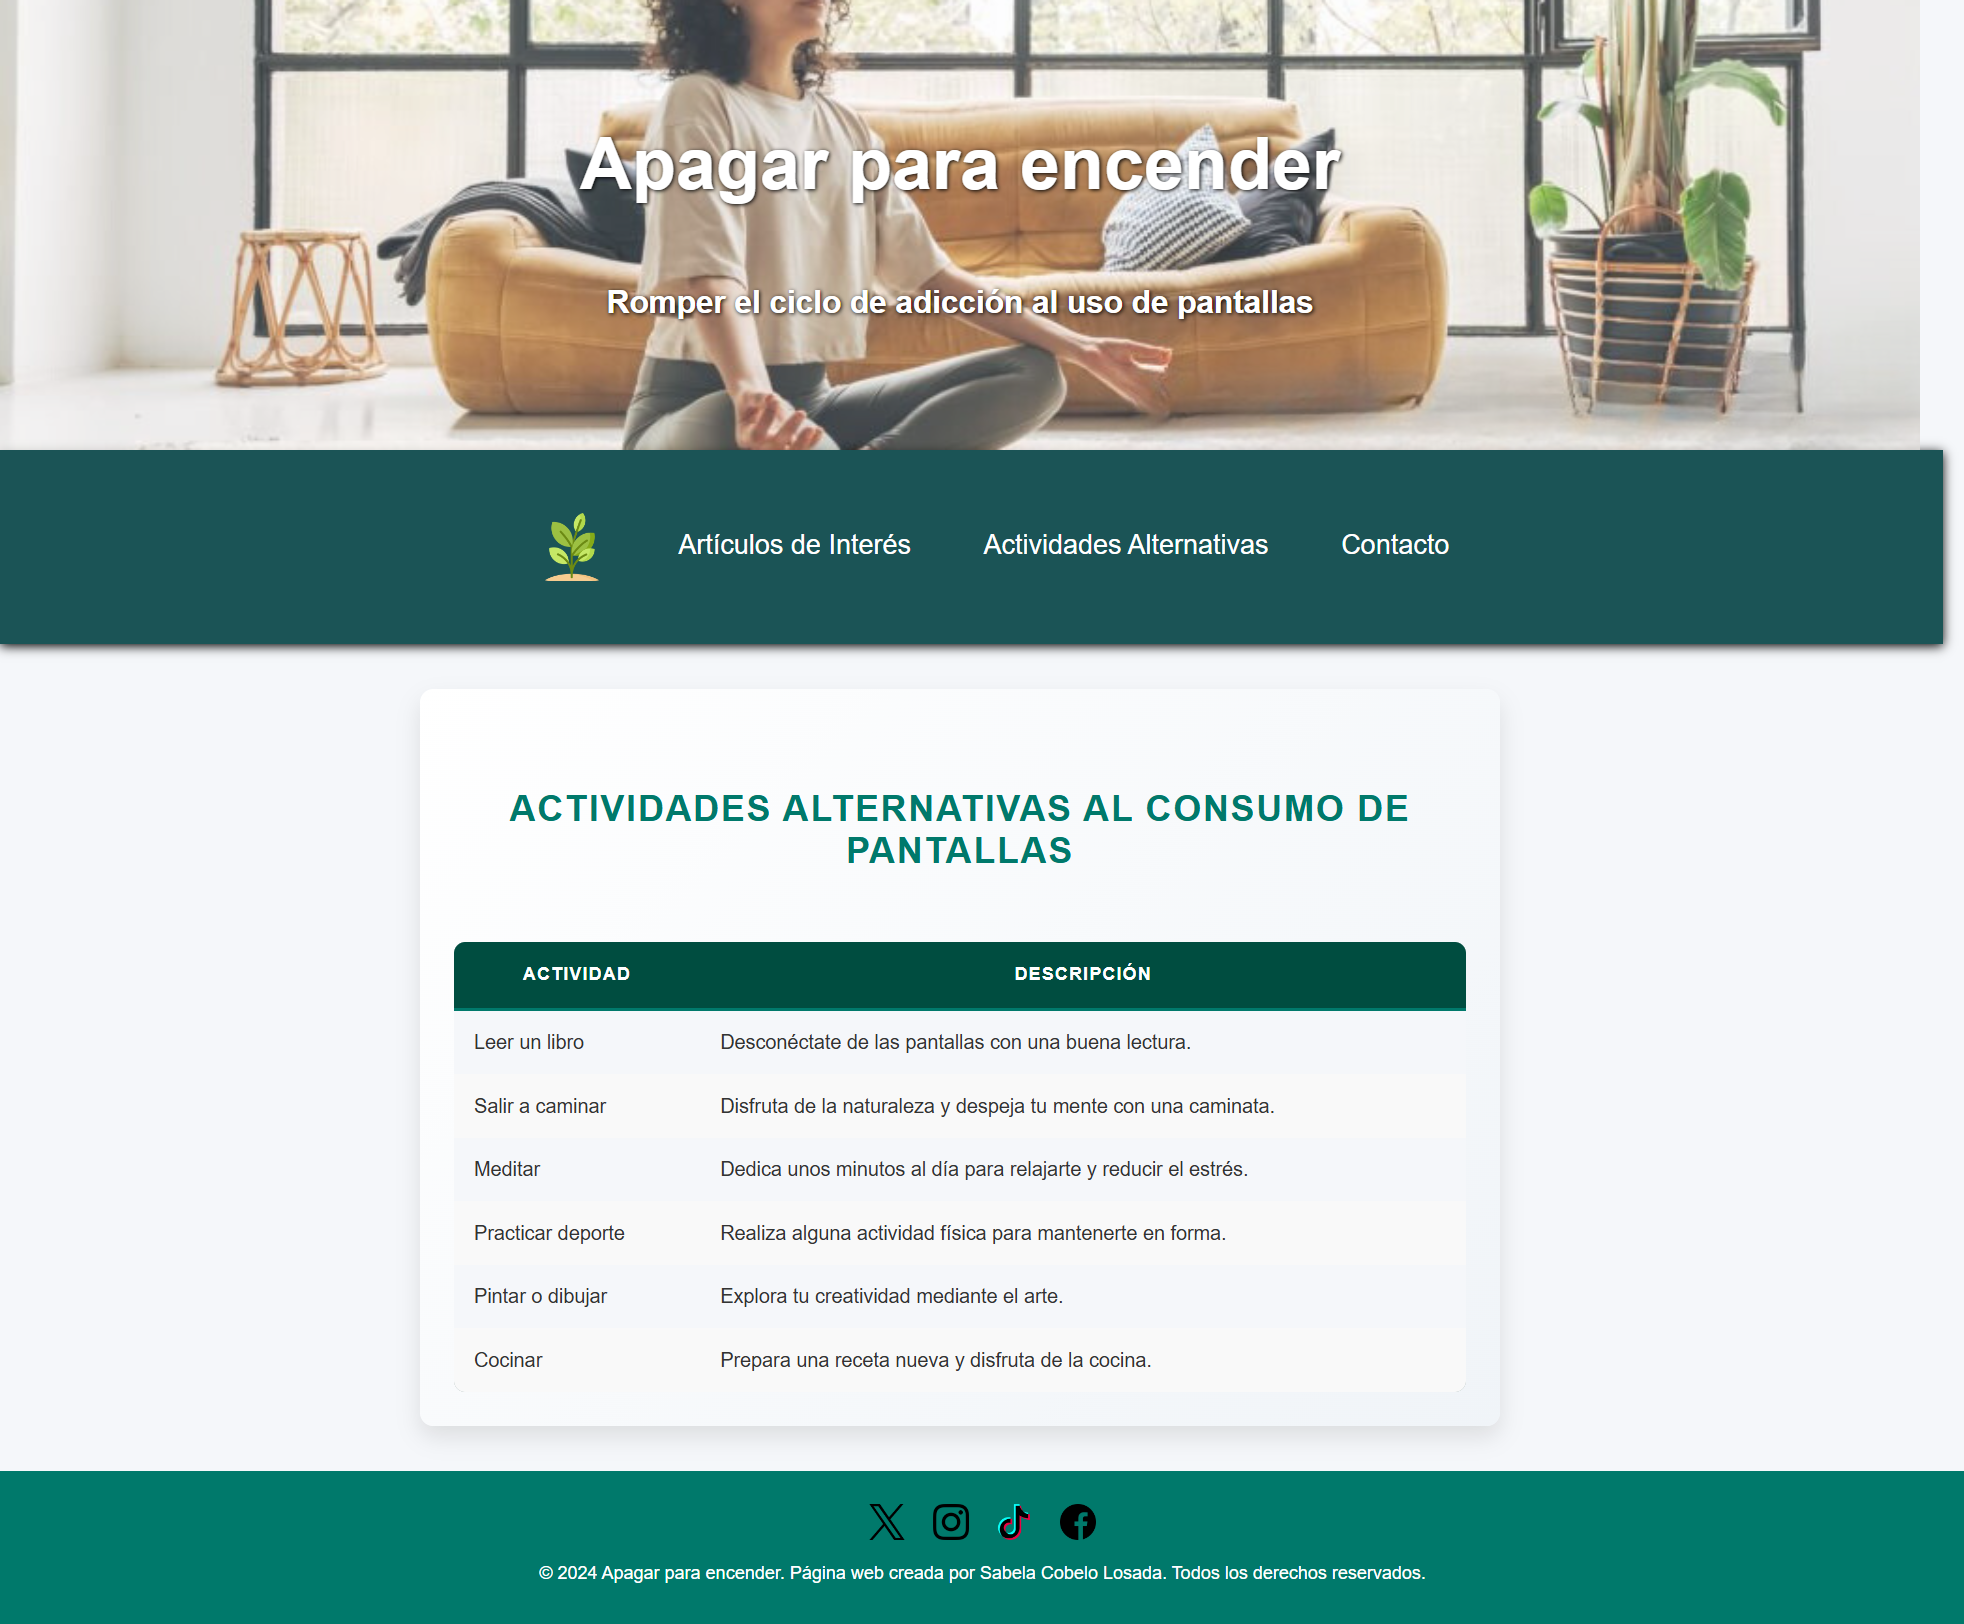 Apagar para encender
Romper el ciclo de adicción al uso de pantallas
Artículos de Interés
Actividades Alternativas
Contacto
ACTIVIDADES ALTERNATIVAS AL CONSUMO DE
PANTALLAS
ACTIVIDAD DESCRIPCIÓN
Leer un libro Desconéctate de las pantallas con una buena lectura.
Salir a caminar Disfruta de la naturaleza y despeja tu mente con una caminata.
Meditar Dedica unos minutos al día para relajarte y reducir el estrés.
Practicar deporte Realiza alguna actividad física para mantenerte en forma.
Pintar o dibujar Explora tu creatividad mediante el arte.
Cocinar Prepara una receta nueva y disfruta de la cocina.
© 2024 Apagar para encender. Página web creada por Sabela Cobelo Losada. Todos los derechos reservados.